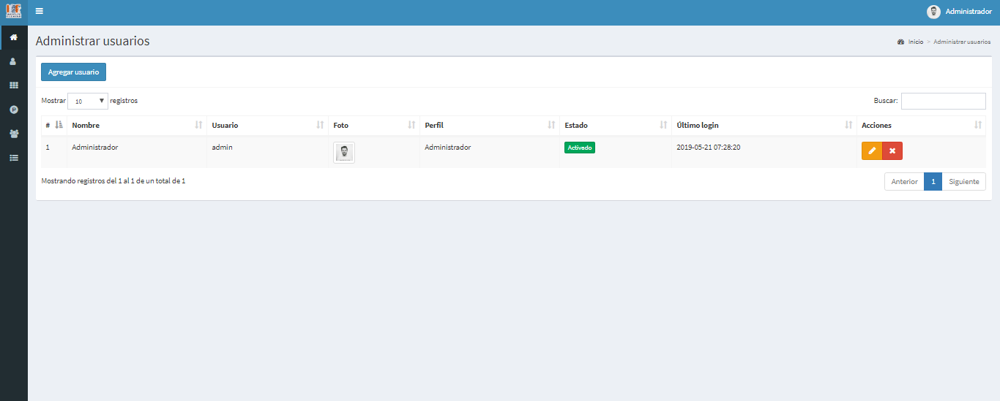 Administrador
Administrar usuarios
Inicio > Administrar usuarios
Agregar usuario
Mostrar 10 registros
Buscar:
# Nombre Usuario Foto Perfil Estado Último login Acciones
1 Administrador admin Administrador Activado 2019-05-21 07:28:20
Mostrando registros del 1 al 1 de un total de 1
Anterior 1 Siguiente